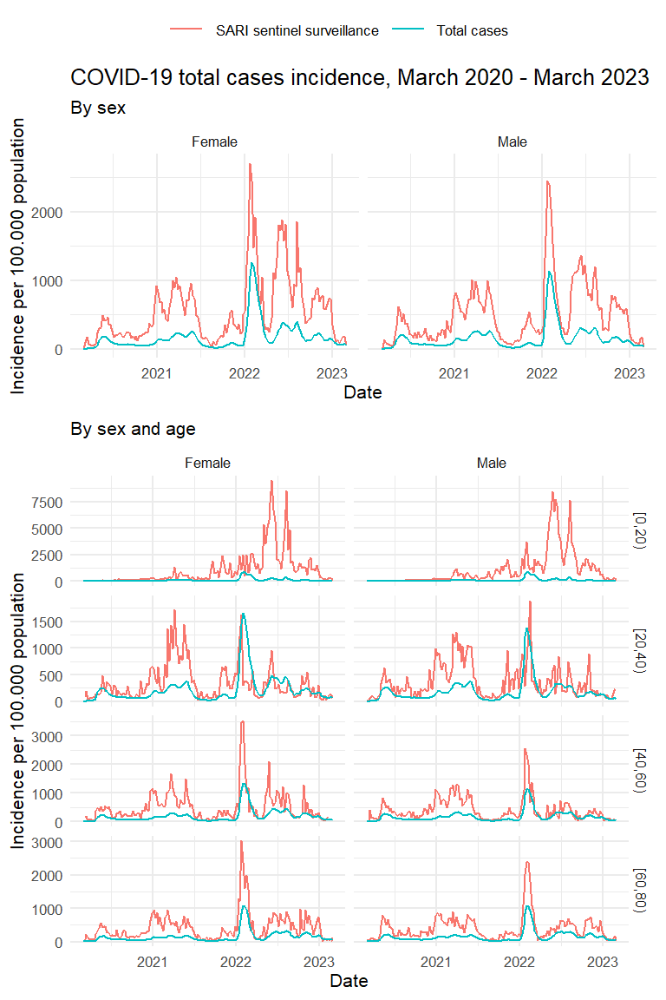 SARI sentinel surveillance Total cases
COVID-19 total cases incidence, March 2020 - March 2023
By sex
Female Male
Incidence per 100.000 population
2000
1000
0
2021 2022 2023 2021 2022 2023
Date
By sex and age
Female Male
Incidence per 100.000 population
7500
5000
2500
0
[0,20)
1500
1000
500
0
[20,40)
3000
2000
1000
0
[40,60)
3000
2000
1000
0
[60,80)
2021 2022 2023 2021 2022 2023
Date